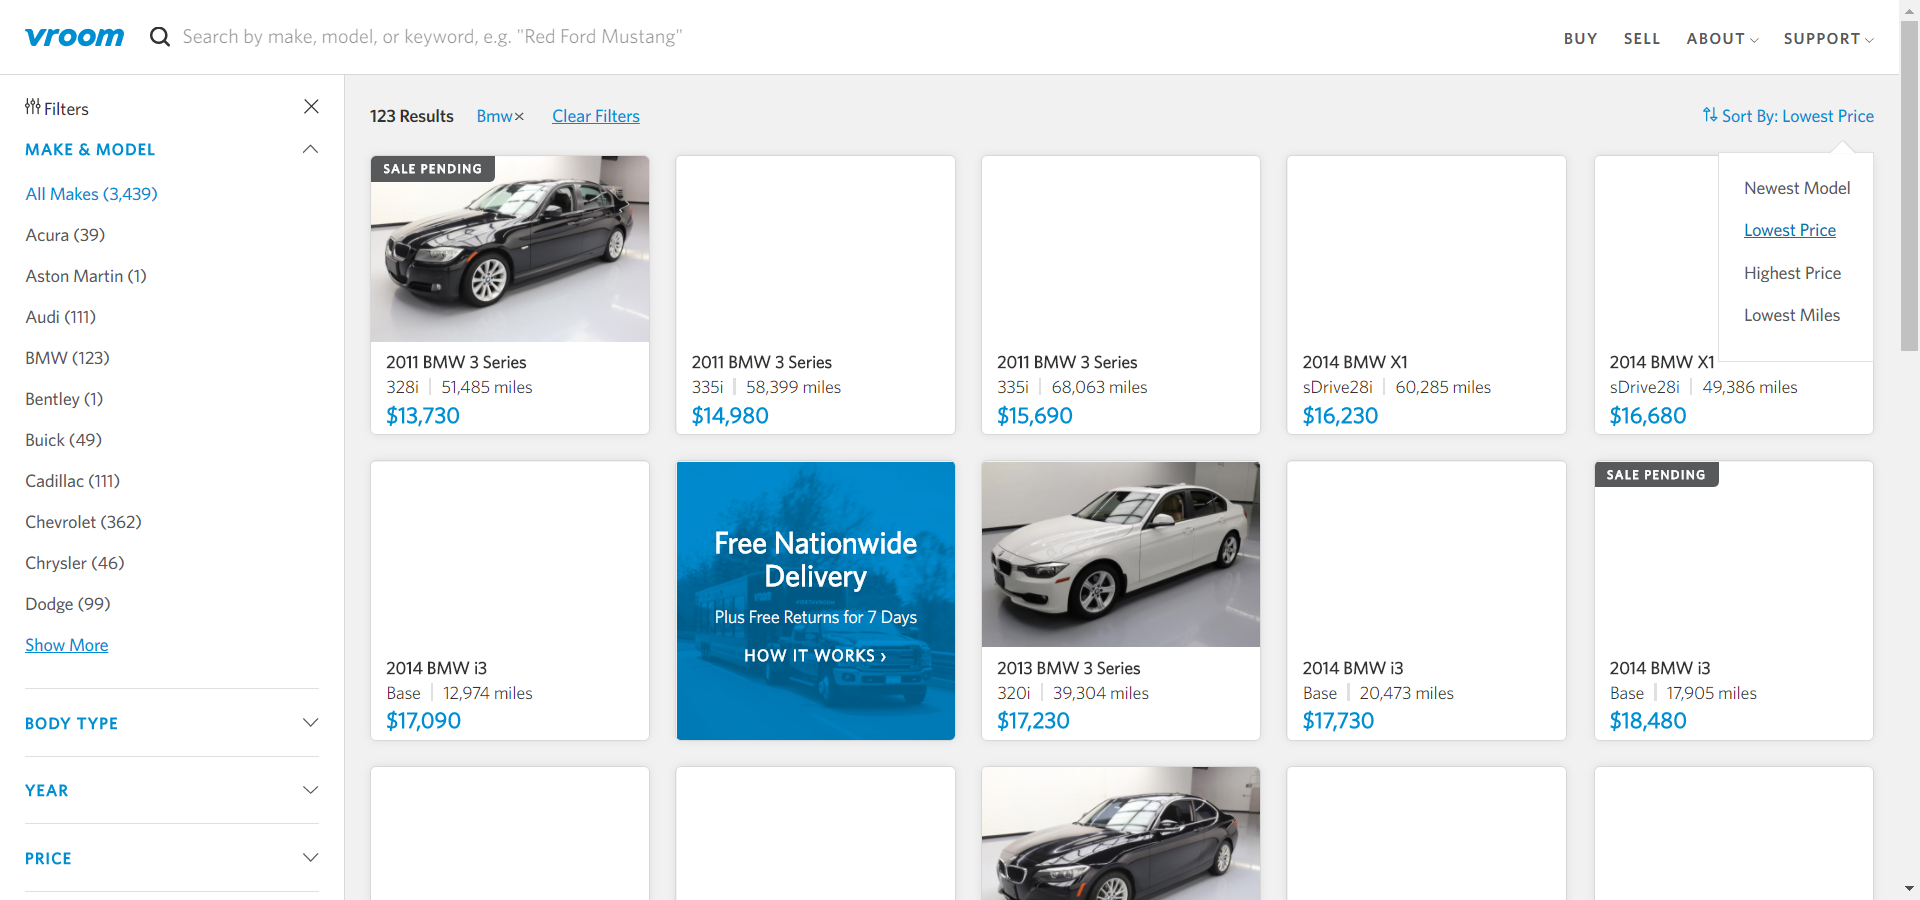 vroom
Search by make, model, or keyword, e.g. "Red Ford Mustang"
BUY
SELL
ABOUT
SUPPORT
Filters
MAKE & MODEL
All Makes (3,439)
Acura (39)
Aston Martin (1)
Audi (111)
BMW (123)
Bentley (1)
Buick (49)
Cadillac (111)
Chevrolet (362)
Chrysler (46)
Dodge (99)
Show More
BODY TYPE
YEAR
PRICE
123 Results
Bmw×
Clear Filters
Sort By: Lowest Price
Newest Model
Lowest Price
Highest Price
Lowest Miles
SALE PENDING
2011 BMW 3 Series
328i | 51,485 miles
$13,730
2011 BMW 3 Series
335i | 58,399 miles
$14,980
2011 BMW 3 Series
335i | 68,063 miles
$15,690
2014 BMW X1
sDrive28i | 60,285 miles
$16,230
2014 BMW X1
sDrive28i | 49,386 miles
$16,680
2014 BMW i3
Base | 12,974 miles
$17,090
Free Nationwide
Delivery
Plus Free Returns for 7 Days
HOW IT WORKS ›
2013 BMW 3 Series
320i | 39,304 miles
$17,230
2014 BMW i3
Base | 20,473 miles
$17,730
SALE PENDING
2014 BMW i3
Base | 17,905 miles
$18,480